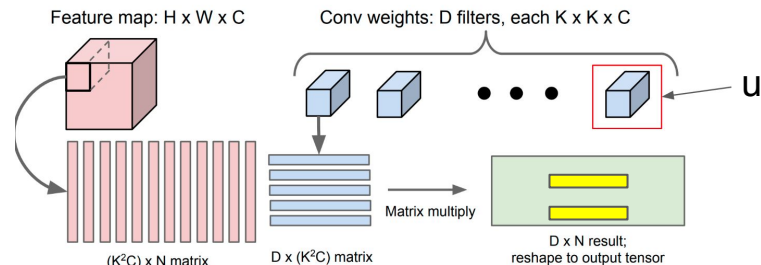 Feature map: H x W x C
Conv weights: D filters, each K x K x C
u
Matrix multiply
(K²C) x N matrix
D x (K²C) matrix
D x N result;
reshape to output tensor